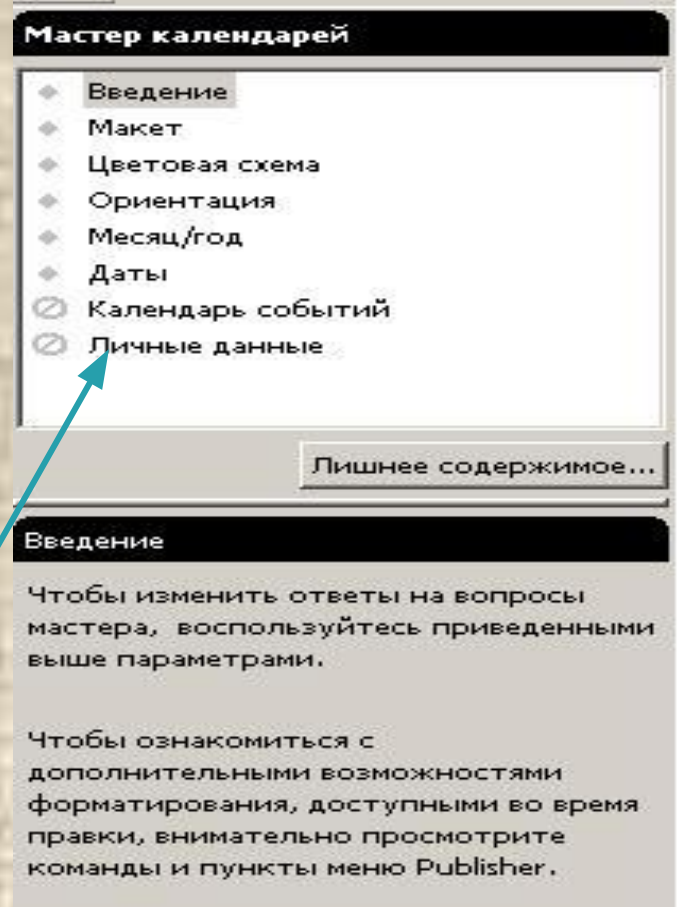 Мастер календарей
Введение
Макет
Цветовая схема
Ориентация
Месяц/год
Даты
Календарь событий
Личные данные
Лишнее содержимое...
Введение
Чтобы изменить ответы на вопросы
мастера, воспользуйтесь приведенными
выше параметрами.
Чтобы ознакомиться с
дополнительными возможностями
форматирования, доступными во время
правки, внимательно просмотрите
команды и пункты меню Publisher.